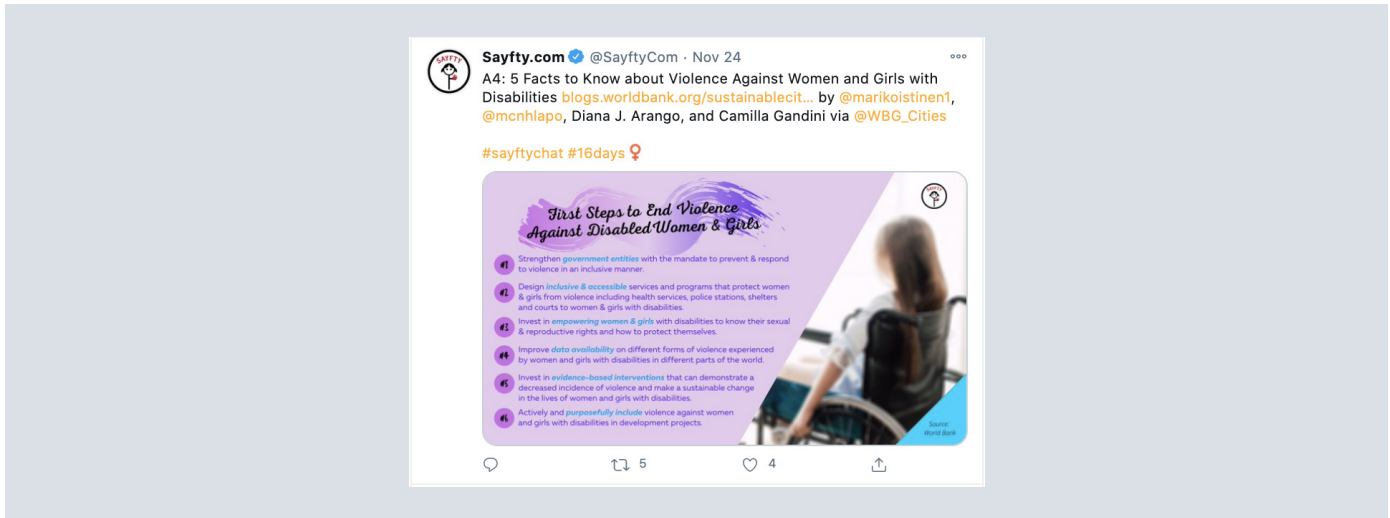 SAYFTY
Sayfty.com @SayftyCom · Nov 24
A4: 5 Facts to Know about Violence Against Women and Girls with
Disabilities blogs.worldbank.org/sustainablecit... by @marikoistinen1,
@mcnhlapo, Diana J. Arango, and Camilla Gandini via @WBG_Cities
#sayftychat #16days
SAYFTY
First Steps to End Violence
Against Disabled Women & Girls
#1 Strengthen government entities with the mandate to prevent & respond
to violence in an inclusive manner.
#2 Design inclusive & accessible services and programs that protect women
& girls from violence including health services, police stations, shelters
and courts to women & girls with disabilities.
#3 Invest in empowering women & girls with disabilities to know their sexual
& reproductive rights and how to protect themselves.
#4 Improve data availability on different forms of violence experienced
by women and girls with disabilities in different parts of the world.
#5 Invest in evidence-based interventions that can demonstrate a
decreased incidence of violence and make a sustainable change
in the lives of women and girls with disabilities.
#6 Actively and purposefully include violence against women
and girls with disabilities in development projects.
Source:
World Bank
5 4